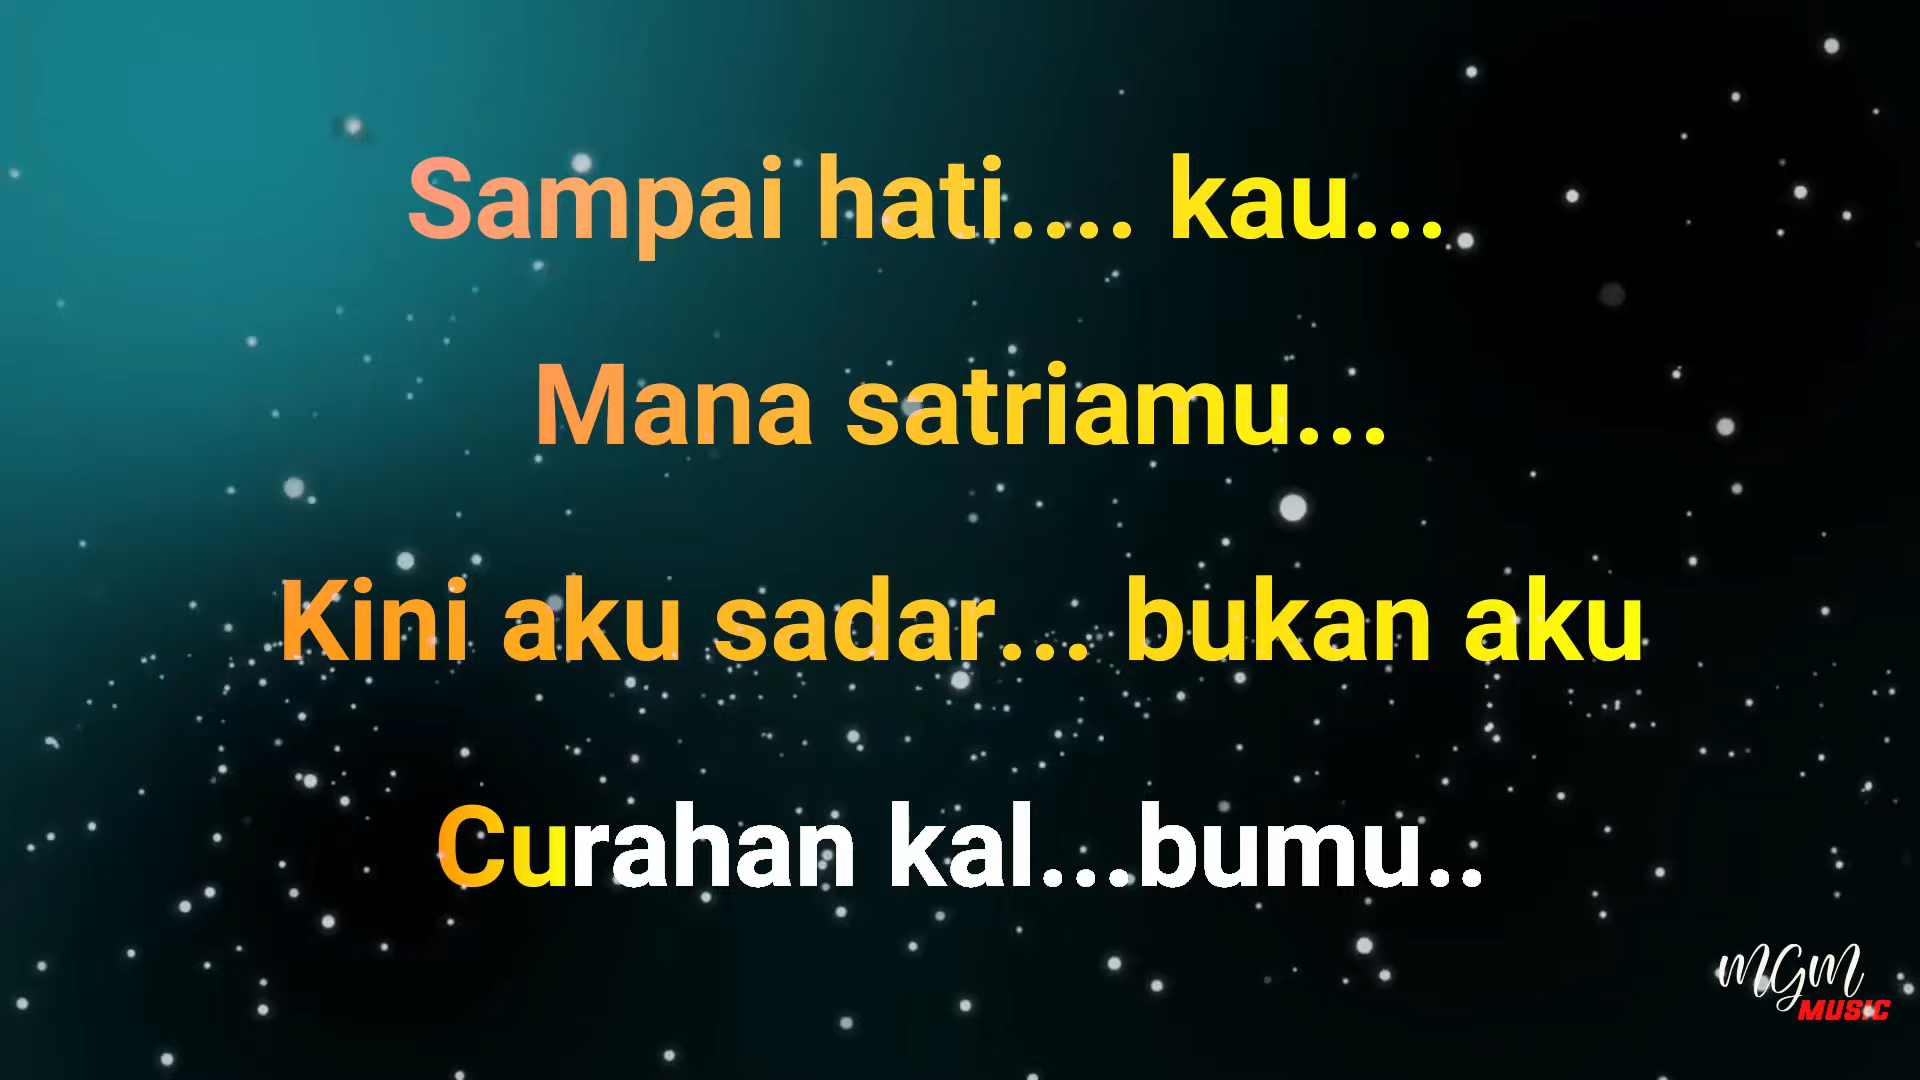 Sampai hati.... kau...
Mana satriamu...
Kini aku sadar... bukan aku
Curahan kal...bumu..
MGM
MUSIC